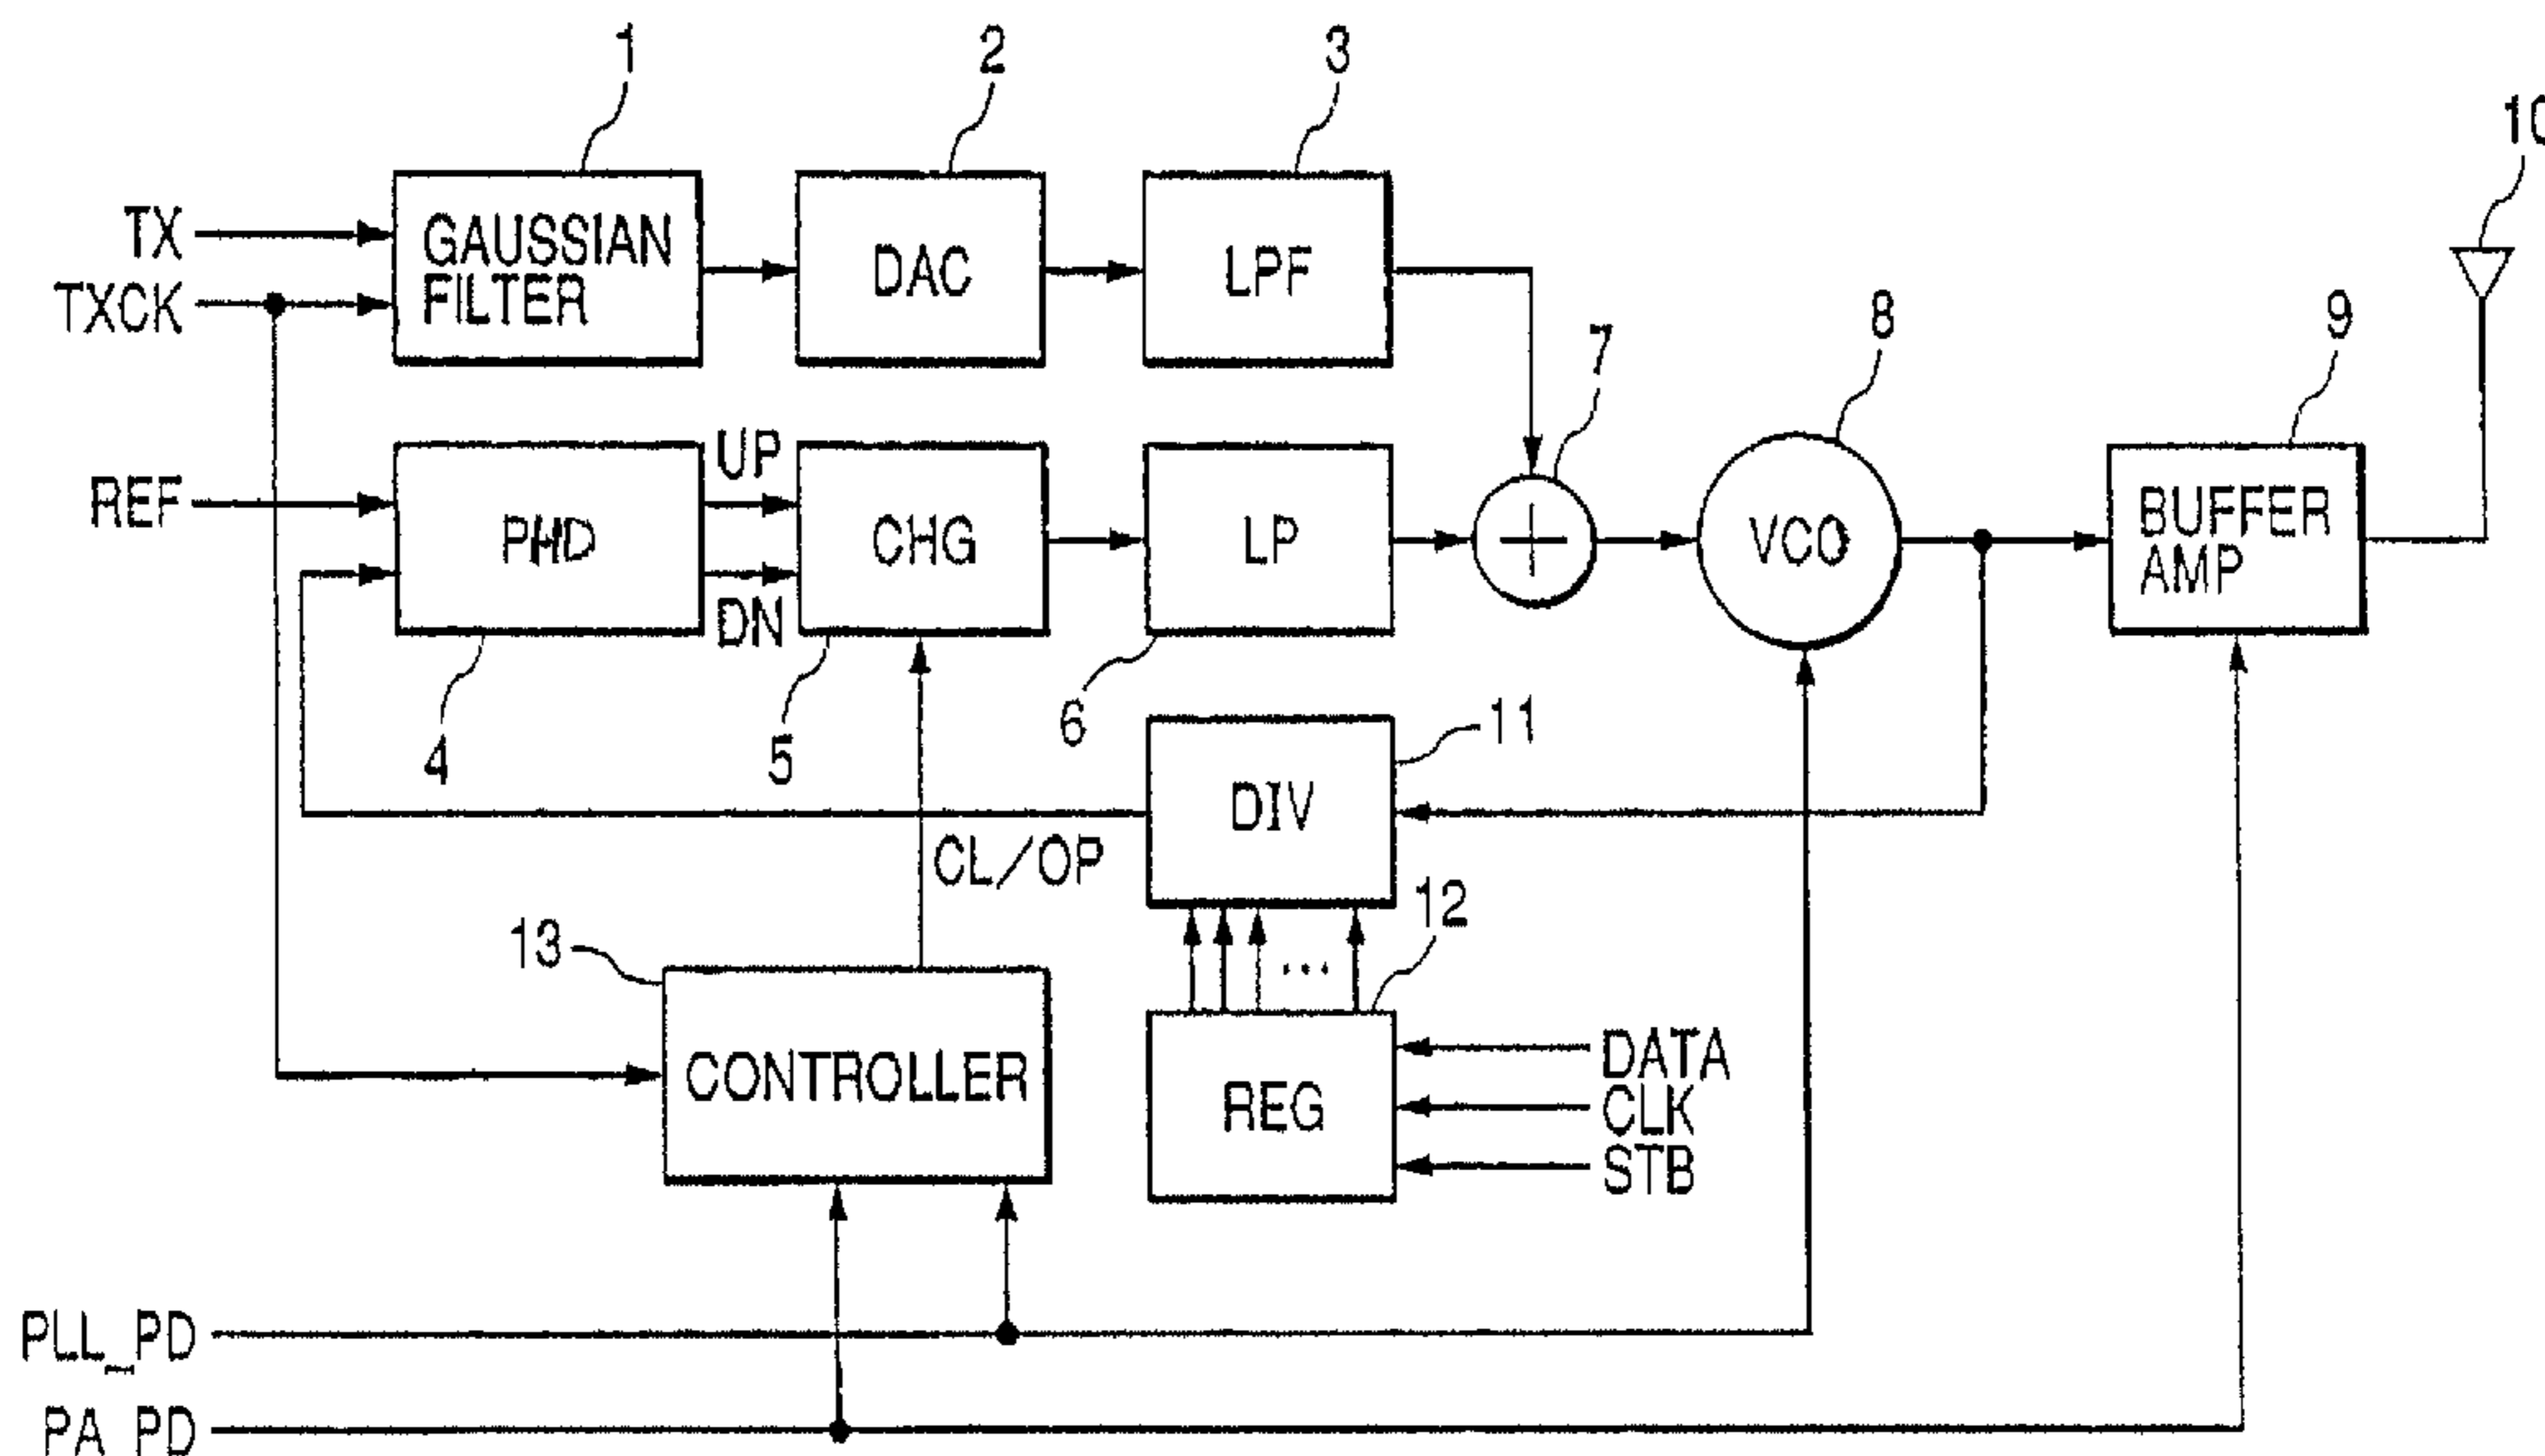 1
2
3
10
TX
TXCK
GAUSSIAN
FILTER
DAC
LPF
7
8
9
REF
PHD
UP
DN
CHG
LP
VCO
BUFFER
AMP
4
5
6
11
DIV
CL/OP
12
13
CONTROLLER
...
REG
DATA
CLK
STB
PLL_PD
PA_PD